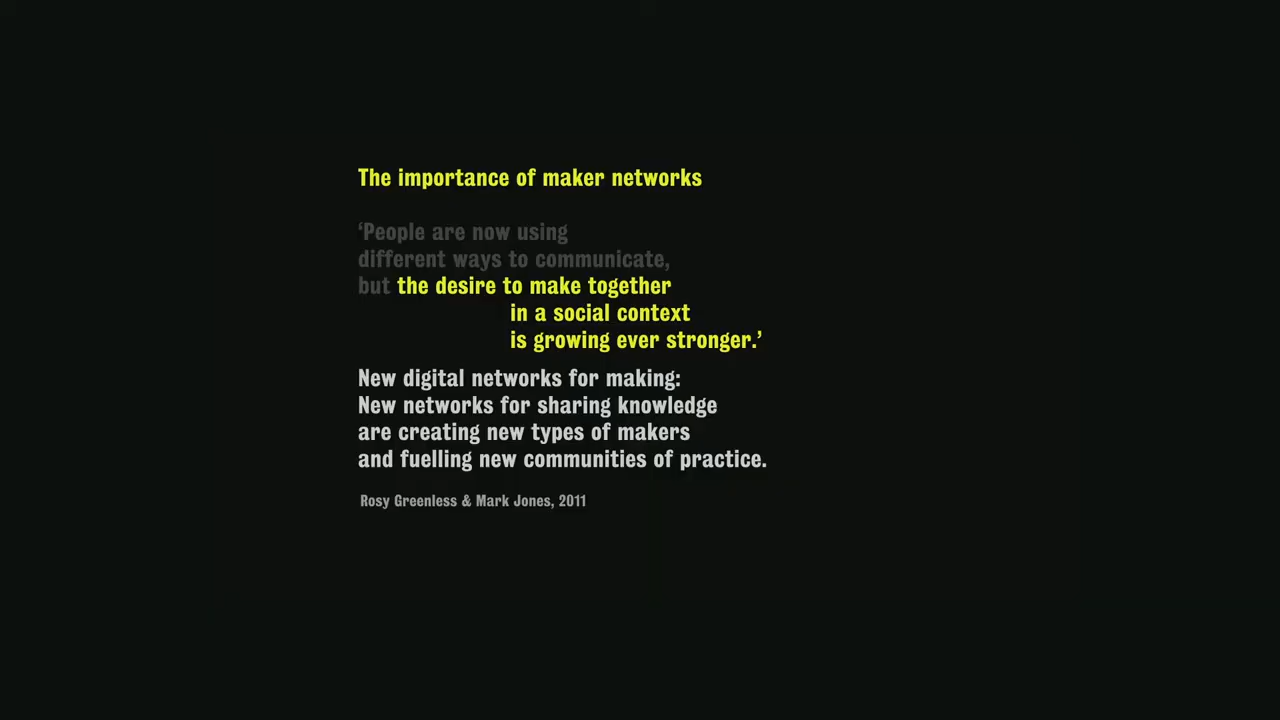 The importance of maker networks
‘People are now using
different ways to communicate,
but the desire to make together
in a social context
is growing ever stronger.’
New digital networks for making:
New networks for sharing knowledge
are creating new types of makers
and fuelling new communities of practice.
Rosy Greenless & Mark Jones, 2011